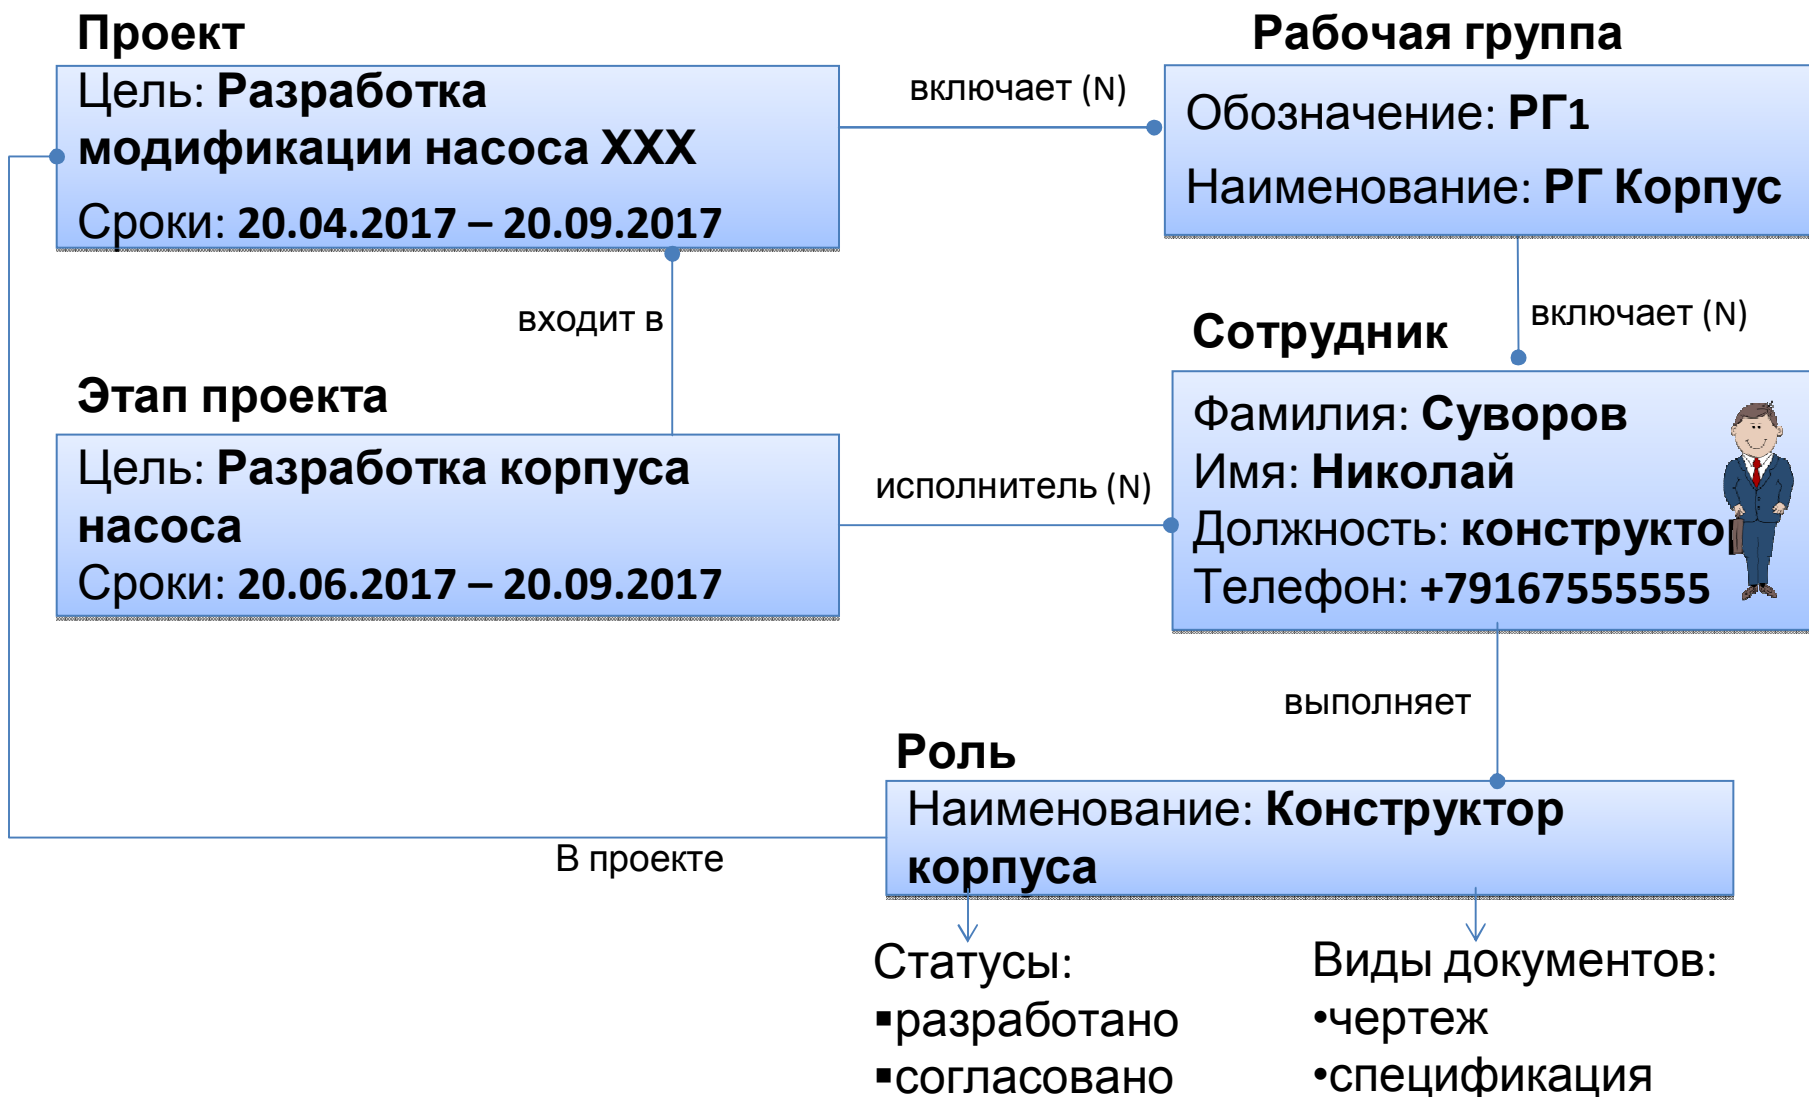 Проект
Цель: Разработка
модификации насоса ХХХ
Сроки: 20.04.2017 – 20.09.2017
включает (N)
Рабочая группа
Обозначение: РГ1
Наименование: РГ Корпус
входит в
включает (N)
Этап проекта
Цель: Разработка корпуса
насоса
Сроки: 20.06.2017 – 20.09.2017
исполнитель (N)
Сотрудник
Фамилия: Суворов
Имя: Николай
Должность: конструкто
Телефон: +79167555555
выполняет
Роль
Наименование: Конструктор
корпуса
В проекте
Статусы:
▪разработано
▪согласовано
Виды документов:
•чертеж
•спецификация